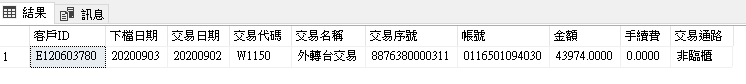 結果 訊息
客戶ID 下檔日期 交易日期 交易代碼 交易名稱 交易序號 帳號 金額 手續費 交易通路
1 E120603780 20200903 20200902 W1150 外轉台交易 8876380000311 0116501094030 43974.0000 0.0000 非臨櫃